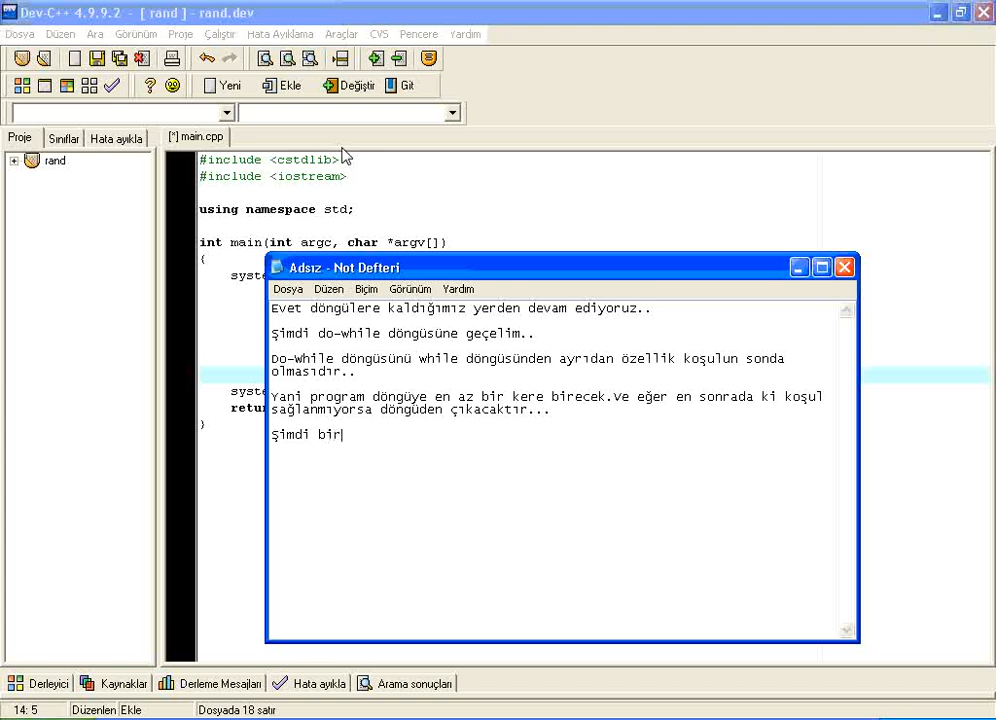 Dev-C++ 4.9.9.2 - [ rand ] - rand.dev
Dosya Düzen Ara Görünüm Proje Çalıştır Hata Ayıklama Araçlar CVS Pencere Yardım
Yeni Ekle Değiştir Git
Proje Sınıflar Hata ayıkla [*] main.cpp
rand
#include <cstdlib>
#include <iostream>
using namespace std;
int main(int argc, char *argv[])
{
syste
syste
retur
}
Adsız - Not Defteri
Dosya Düzen Biçim Görünüm Yardım
Evet döngülere kaldığımız yerden devam ediyoruz..
Şimdi do-while döngüsüne geçelim..
Do-While döngüsünü while döngüsünden ayrıdan özellik koşulun sonda
olmasıdır..
Yani program döngüye en az bir kere birecek.Ve eğer en sonrada ki koşul
sağlanmıyorsa döngüden çıkacaktır...
Şimdi bir
Derleyici Kaynaklar Derleme Mesajları Hata ayıkla Arama sonuçları
14: 5 Düzenlen Ekle Dosyada 18 satır